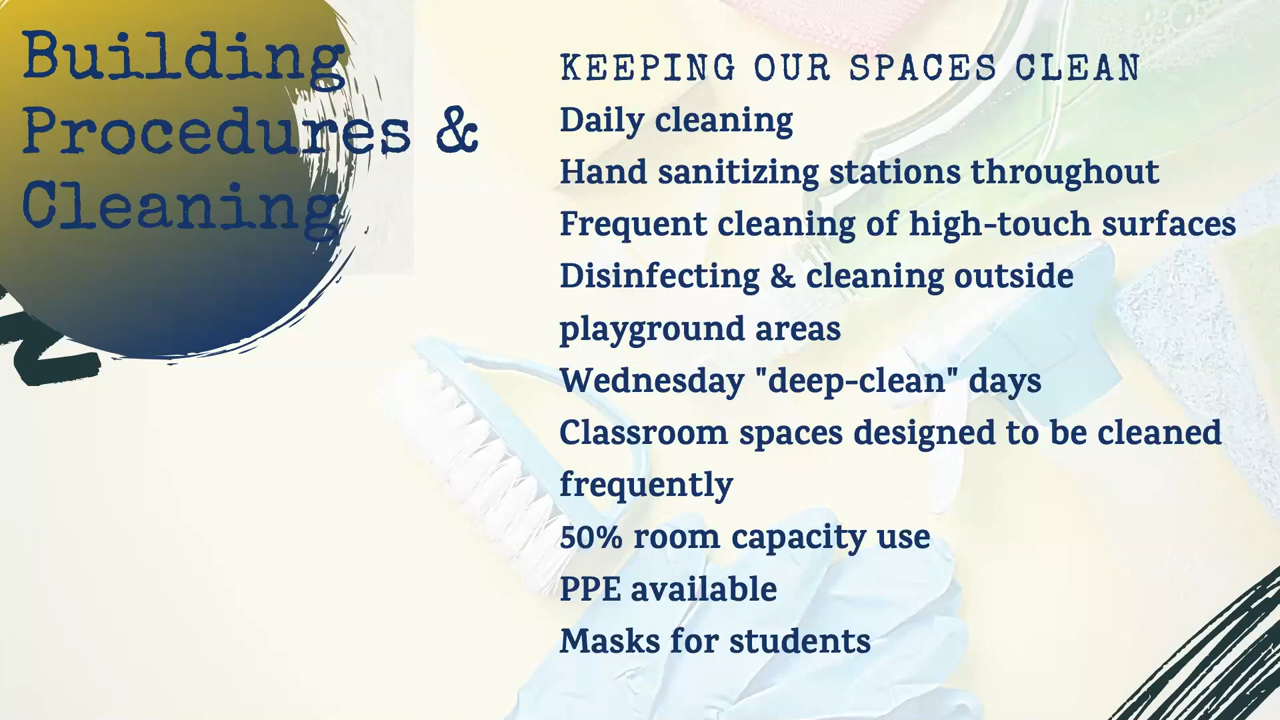 Building
Procedures &
Cleaning
KEEPING OUR SPACES CLEAN
Daily cleaning
Hand sanitizing stations throughout
Frequent cleaning of high-touch surfaces
Disinfecting & cleaning outside
playground areas
Wednesday "deep-clean" days
Classroom spaces designed to be cleaned
frequently
50% room capacity use
PPE available
Masks for students